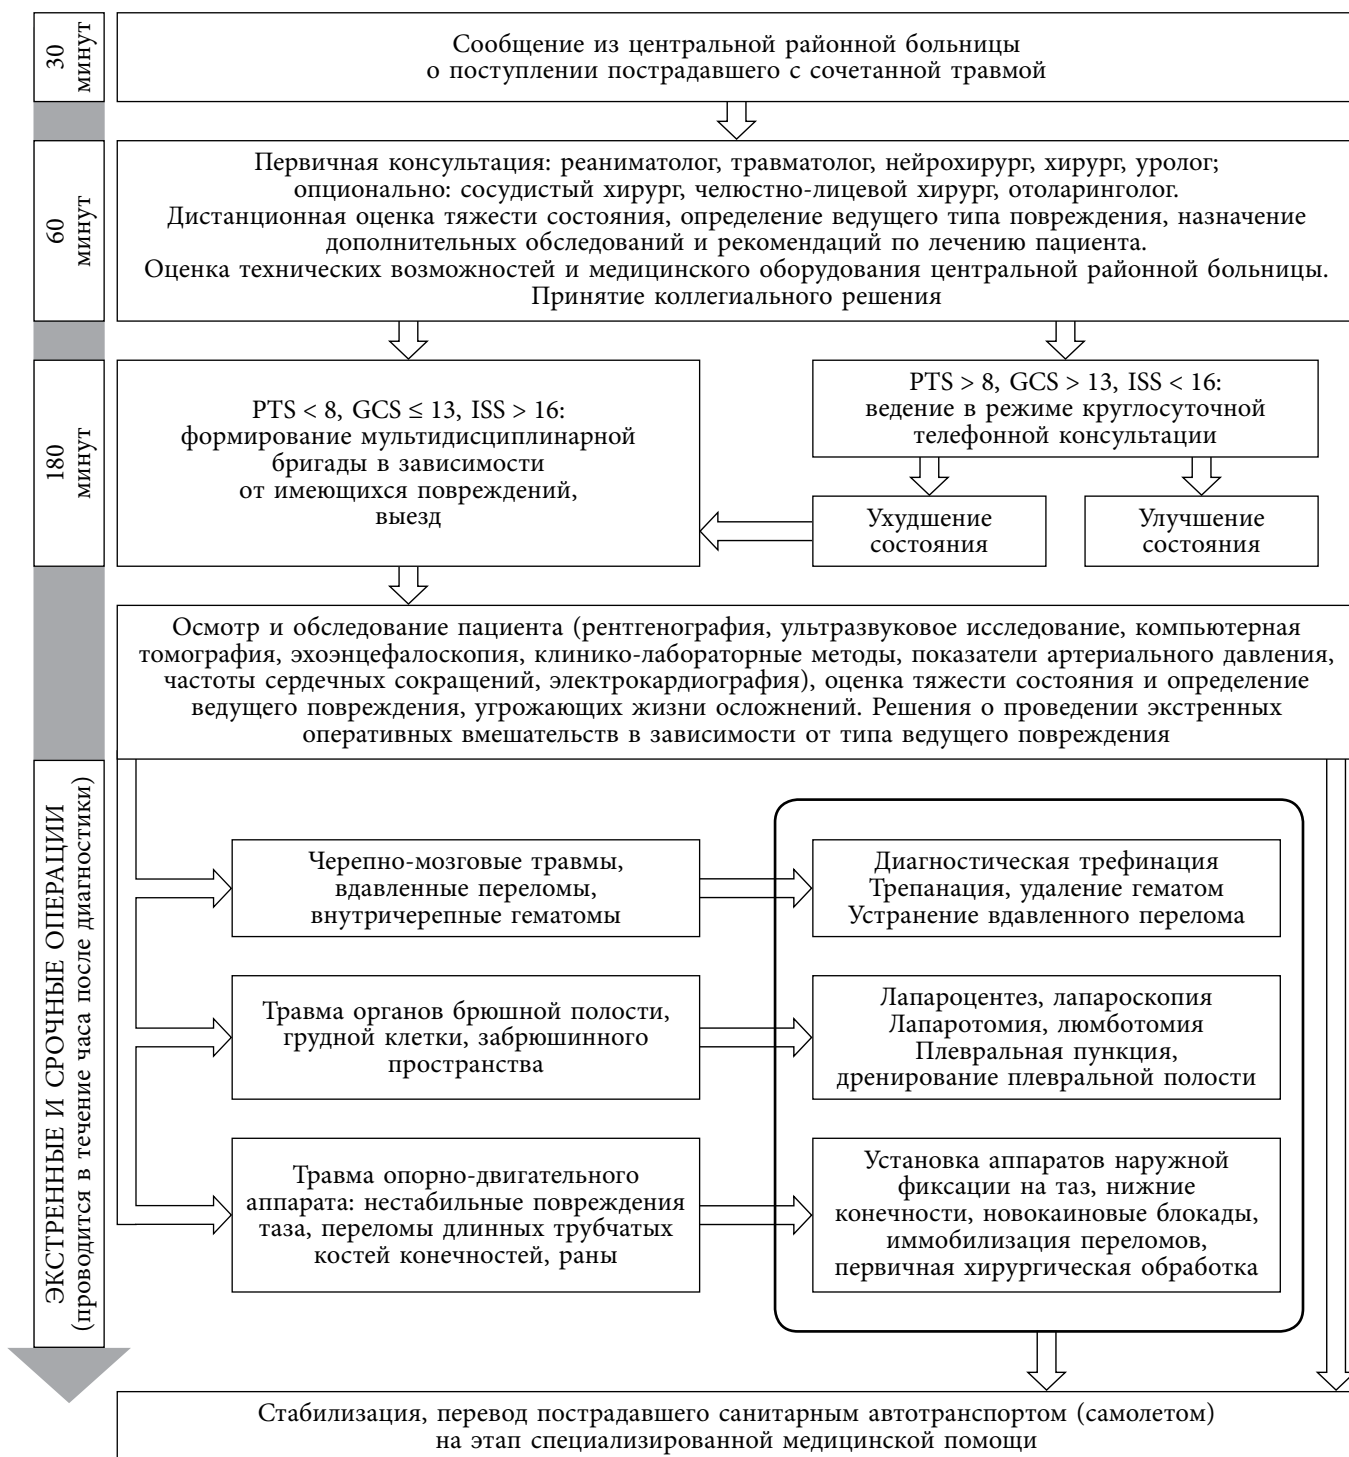 30
минут
Сообщение из центральной районной больницы
о поступлении пострадавшего с сочетанной травмой
60
минут
Первичная консультация: реаниматолог, травматолог, нейрохирург, хирург, уролог;
опционально: сосудистый хирург, челюстно-лицевой хирург, отоларинголог.
Дистанционная оценка тяжести состояния, определение ведущего типа повреждения, назначение
дополнительных обследований и рекомендаций по лечению пациента.
Оценка технических возможностей и медицинского оборудования центральной районной больницы.
Принятие коллегиального решения
180
минут
PTS < 8, GCS ≤ 13, ISS > 16:
формирование мультидисциплинарной
бригады в зависимости
от имеющихся повреждений,
выезд
PTS > 8, GCS > 13, ISS < 16:
ведение в режиме круглосуточной
телефонной консультации
Ухудшение
состояния
Улучшение
состояния
Осмотр и обследование пациента (рентгенография, ультразвуковое исследование, компьютерная
томография, эхоэнцефалоскопия, клинико-лабораторные методы, показатели артериального давления,
частоты сердечных сокращений, электрокардиография), оценка тяжести состояния и определение
ведущего повреждения, угрожающих жизни осложнений. Решения о проведении экстренных
оперативных вмешательств в зависимости от типа ведущего повреждения
ЭКСТРЕННЫЕ И СРОЧНЫЕ ОПЕРАЦИИ
(проводится в течение часа после диагностики)
Черепно-мозговые травмы,
вдавленные переломы,
внутричерепные гематомы
Диагностическая трефинация
Трепанация, удаление гематом
Устранение вдавленного перелома
Травма органов брюшной полости,
грудной клетки, забрюшинного
пространства
Лапароцентез, лапароскопия
Лапаротомия, люмботомия
Плевральная пункция,
дренирование плевральной полости
Травма опорно-двигательного
аппарата: нестабильные повреждения
таза, переломы длинных трубчатых
костей конечностей, раны
Установка аппаратов наружной
фиксации на таз, нижние
конечности, новокаиновые блокады,
иммобилизация переломов,
первичная хирургическая обработка
Стабилизация, перевод пострадавшего санитарным автотранспортом (самолетом)
на этап специализированной медицинской помощи